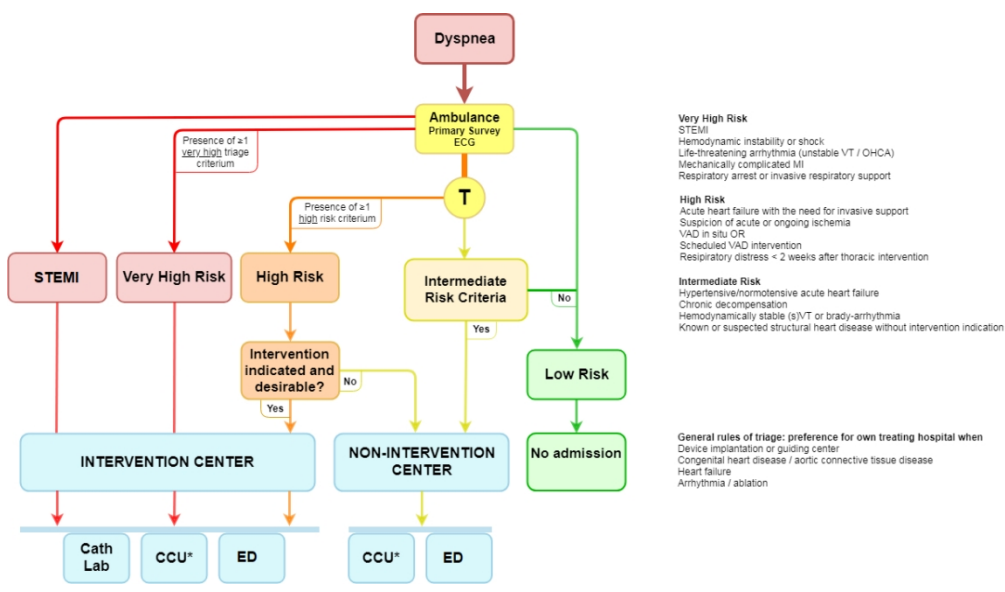 Dyspnea
Ambulance
Primary Survey
ECG
Presence of ≥1
very high triage
criterium
T
Presence of ≥1
high risk criterium
STEMI
Very High Risk
High Risk
Intermediate
Risk Criteria
No
Yes
Intervention
indicated and
desirable?
No
Yes
Low Risk
INTERVENTION CENTER
NON-INTERVENTION
CENTER
No admission
Cath
Lab
CCU*
ED
CCU*
ED
Very High Risk
STEMI
Hemodynamic instability or shock
Life-threatening arrhythmia (unstable VT / OHCA)
Mechanically complicated MI
Respiratory arrest or invasive respiratory support
High Risk
Acute heart failure with the need for invasive support
Suspicion of acute or ongoing ischemia
VAD in situ OR
Scheduled VAD intervention
Respiratory distress < 2 weeks after thoracic intervention
Intermediate Risk
Hypertensive/normotensive acute heart failure
Chronic decompensation
Hemodynamically stable (s)VT or brady-arrhythmia
Known or suspected structural heart disease without intervention indication
General rules of triage: preference for own treating hospital when
Device implantation or guiding center
Congenital heart disease / aortic connective tissue disease
Heart failure
Arrhythmia / ablation